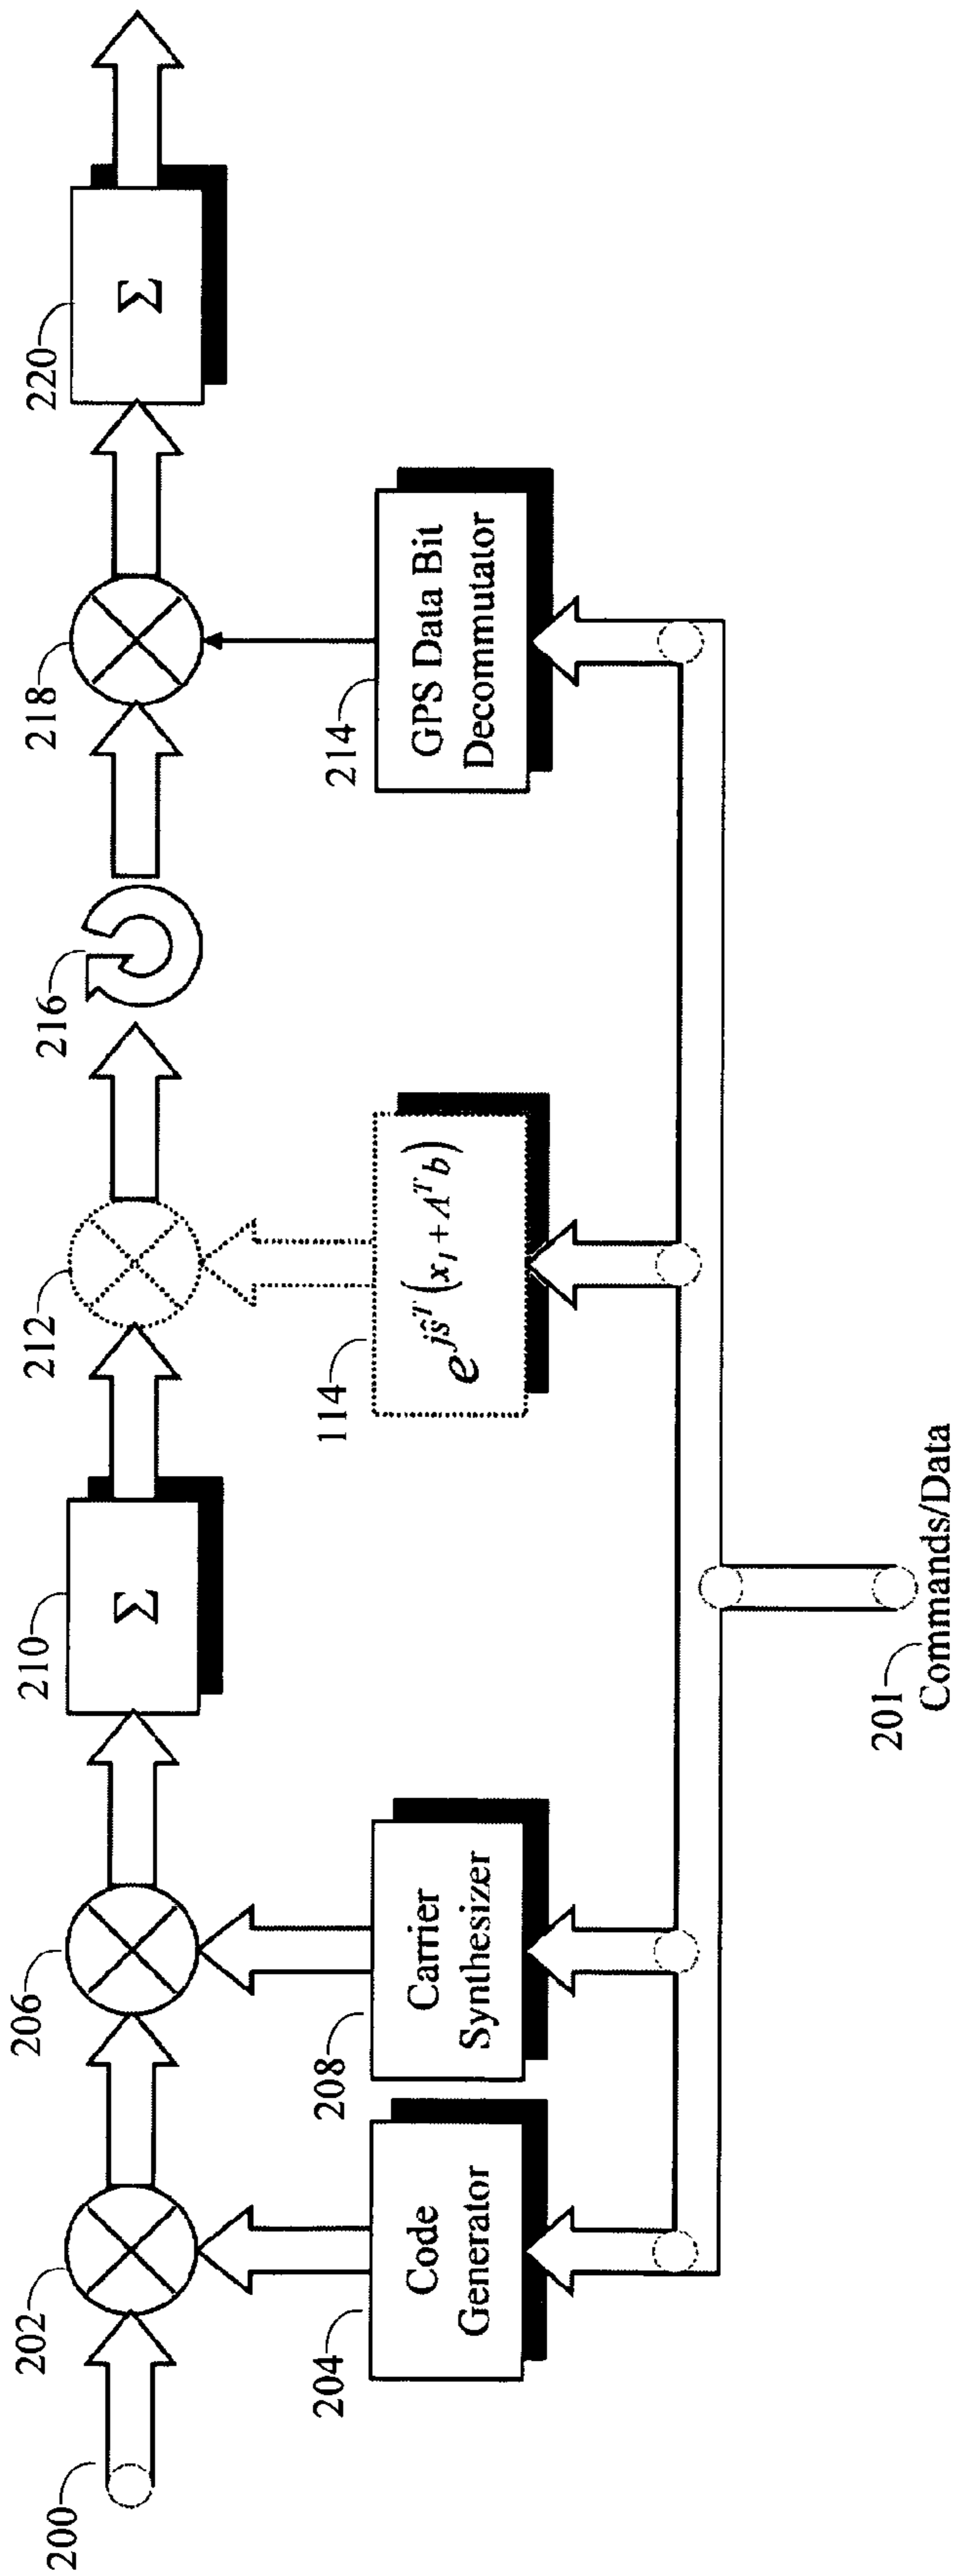 200
202
206
210
Σ
212
216
218
220
Σ
204
Code
Generator
208
Carrier
Synthesizer
114
e^{jŝ^T(x_I + A^T b)}
214
GPS Data Bit
Decommutator
201
Commands/Data